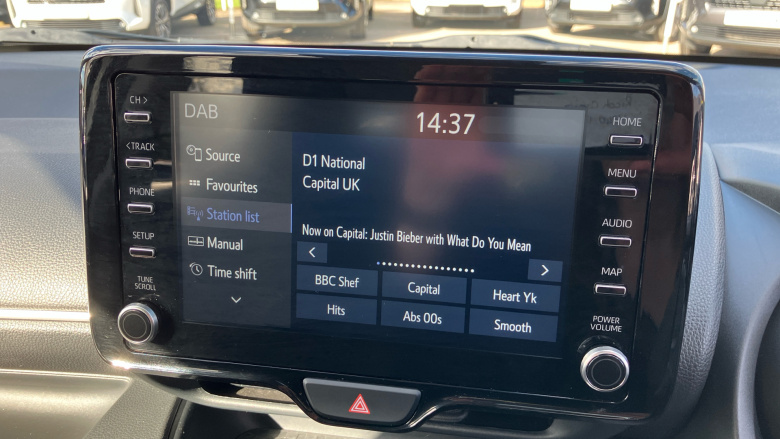 DAB
14:37
CH >
< TRACK
PHONE
SETUP
TUNE
SCROLL
Source
Favourites
Station list
Manual
Time shift
D1 National
Capital UK
Now on Capital: Justin Bieber with What Do You Mean
< >
BBC Shef Capital Heart Yk
Hits Abs 00s Smooth
HOME
MENU
AUDIO
MAP
POWER
VOLUME